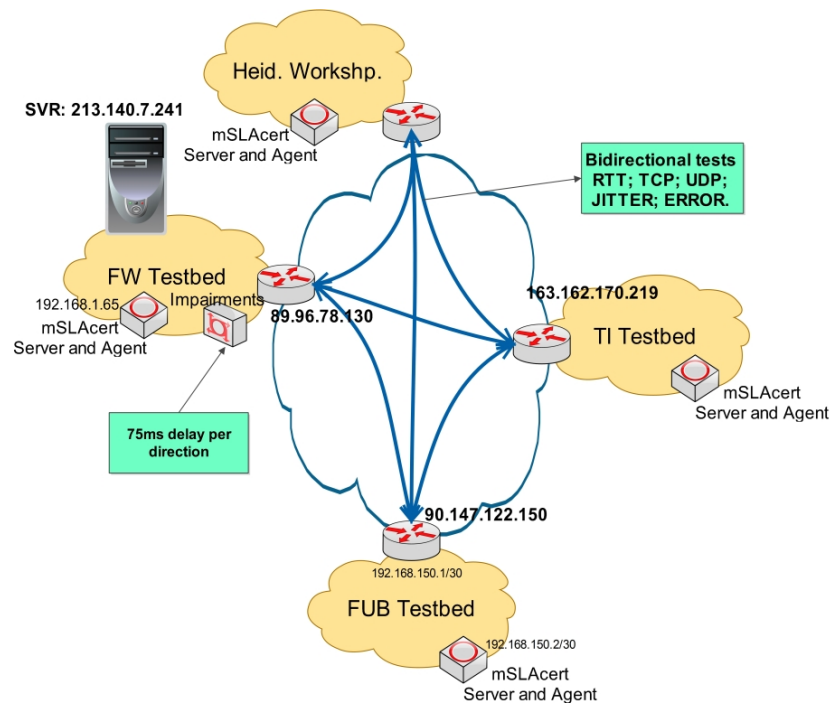 Heid. Workshp.
SVR: 213.140.7.241
mSLAcert
Server and Agent
Bidirectional tests
RTT; TCP; UDP;
JITTER; ERROR.
FW Testbed
192.168.1.65
Impairments
mSLAcert
Server and Agent
89.96.78.130
163.162.170.219
TI Testbed
mSLAcert
Server and Agent
75ms delay per
direction
90.147.122.150
192.168.150.1/30
FUB Testbed
192.168.150.2/30
mSLAcert
Server and Agent